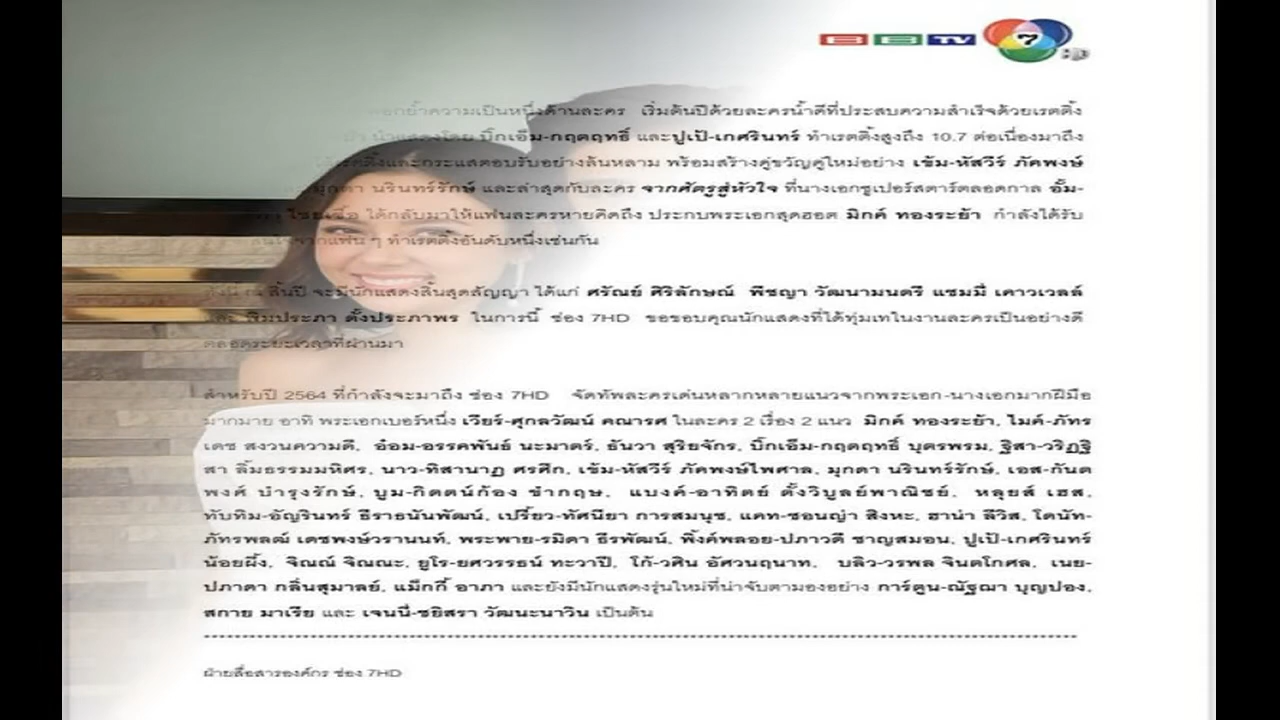 BBTV 7HD
ความเป็นหนึ่งด้านละคร เริ่มต้นปีด้วยละครน้ำดีที่ประสบความสำเร็จด้วยเรตติ้ง
นำแสดงโดย บิ๊กเอ็ม-กฤตฤทธิ์ และปูเป้-เกศรินทร์ ทำเรตติ้งสูงถึง 10.7 ต่อเนื่องมาถึง
และกระแสตอบรับอย่างล้นหลาม พร้อมสร้างคู่ขวัญคู่ใหม่อย่าง เข้ม-หัสวีร์ ภัคพงษ์
มุกดา นรินทร์รักษ์ และล่าสุดกับละคร จากศัตรูสู่หัวใจ ที่นางเอกซูเปอร์สตาร์ตลอดกาล อั้ม-
ไชยเชื้อ ได้กลับมาให้แฟนละครหายคิดถึง ประกบพระเอกสุดฮอต มิกค์ ทองระย้า กำลังได้รับ
จากแฟน ๆ ทำเรตติ้งอันดับหนึ่งเช่นกัน
ทั้งนี้ ณ สิ้นปี จะมีนักแสดงสิ้นสุดสัญญา ได้แก่ ศรัณย์ ศิริลักษณ์ พีชญา วัฒนามนตรี แซมมี่ เคาวเวลล์
และ พิมประภา ตั้งประภาพร ในการนี้ ช่อง 7HD ขอขอบคุณนักแสดงที่ได้ทุ่มเทในงานละครเป็นอย่างดี
ตลอดระยะเวลาที่ผ่านมา
สำหรับปี 2564 ที่กำลังจะมาถึง ช่อง 7HD จัดทัพละครเด่นหลากหลายแนวจากพระเอก-นางเอกมากฝีมือ
มากมาย อาทิ พระเอกเบอร์หนึ่ง เวียร์-ศุกลวัฒน์ คณารศ ในละคร 2 เรื่อง 2 แนว มิกค์ ทองระย้า, ไมค์-ภัทร
เดช สงวนความดี, อ๋อม-อรรคพันธ์ นะมาตร์, ธันวา สุริยจักร, บิ๊กเอ็ม-กฤตฤทธิ์ บุตรพรม, ฐิสา-วริฏฐิ
สา ลิ้มธรรมมหิศร, นาว-ทิสานาฏ ศรศึก, เข้ม-หัสวีร์ ภัคพงษ์ไพศาล, มุกดา นรินทร์รักษ์, เอส-กันต
พงศ์ บำรุงรักษ์, บูม-กิตตน์ก้อง ขำกฤษ, แบงค์-อาทิตย์ ตั้งวิบูลย์พาณิชย์, หลุยส์ เฮส,
ทับทิม-อัญรินทร์ ธีราธนันพัฒน์, เปรี้ยว-ทัศนียา การสมนุช, แคท-ซอนญ่า สิงหะ, ฮาน่า ลีวิส, โดนัท-
ภัทรพลฒ์ เดชพงษ์วรานนท์, พระพาย-รมิดา ธีรพัฒน์, พิ้งค์พลอย-ปภาวดี ชาญสมอน, ปูเป้-เกศรินทร์
น้อยผึ้ง, จิณณ์ จิณณะ, ยูโร-ยศวรรธน์ ทะวาปี, โก้-วศิน อัศวนฤนาท, บลิว-วรพล จินตโกศล, เนย-
ปภาดา กลิ่นสุมาลย์, แม็กกี้ อาภา และยังมีนักแสดงรุ่นใหม่ที่น่าจับตามองอย่าง การ์ตูน-ณัฐฌา บุญปอง,
สกาย มาเรีย และ เจนนี่-ชยิสรา วัฒนะนาวิน เป็นต้น
ฝ่ายสื่อสารองค์กร ช่อง 7HD